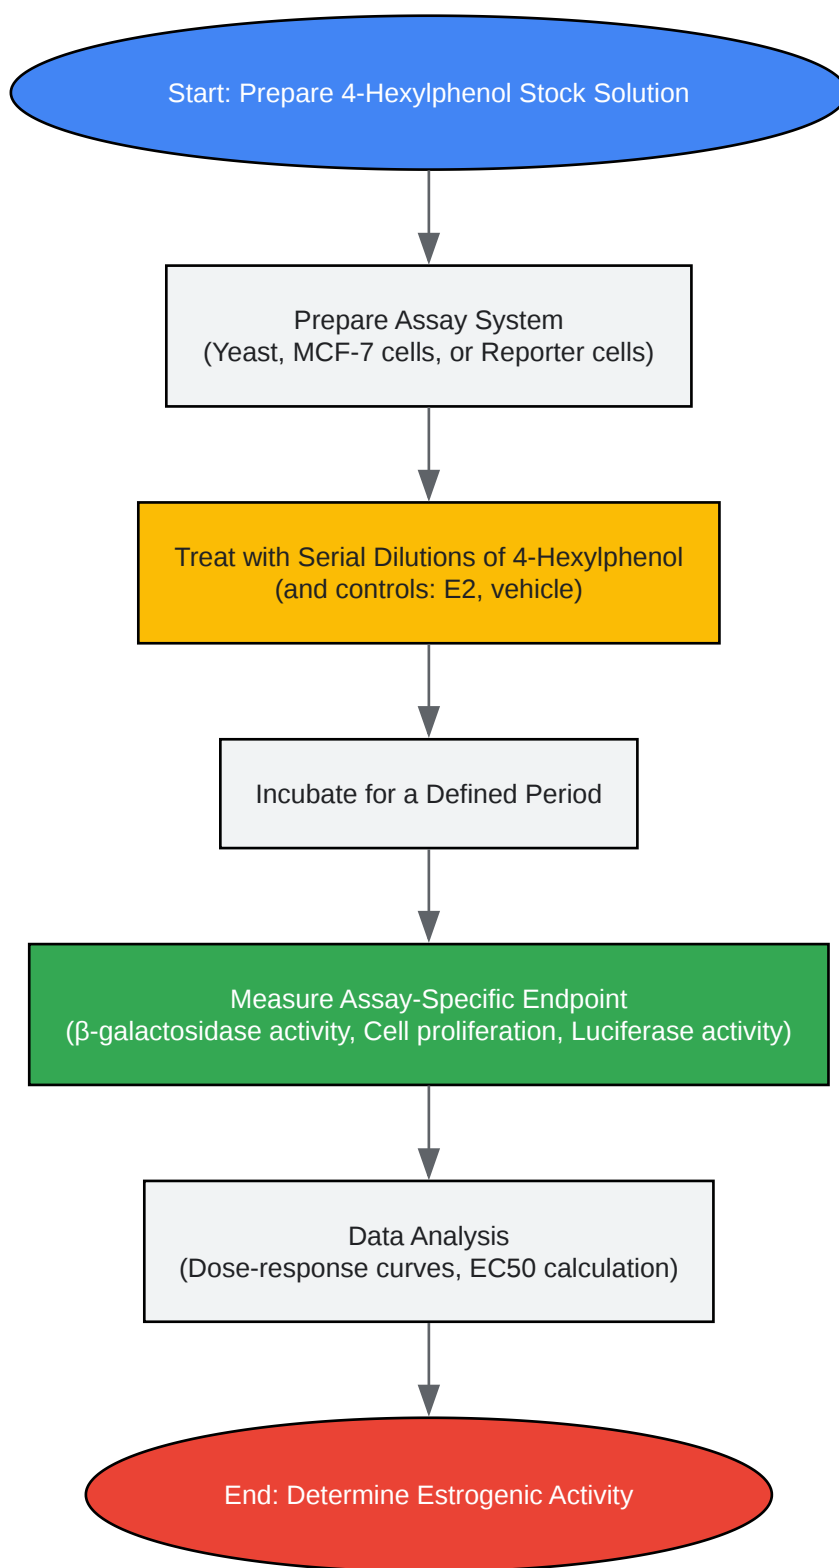 Start: Prepare 4-Hexylphenol Stock Solution
Prepare Assay System
(Yeast, MCF-7 cells, or Reporter cells)
Treat with Serial Dilutions of 4-Hexylphenol
(and controls: E2, vehicle)
Incubate for a Defined Period
Measure Assay-Specific Endpoint
(β-galactosidase activity, Cell proliferation, Luciferase activity)
Data Analysis
(Dose-response curves, EC50 calculation)
End: Determine Estrogenic Activity